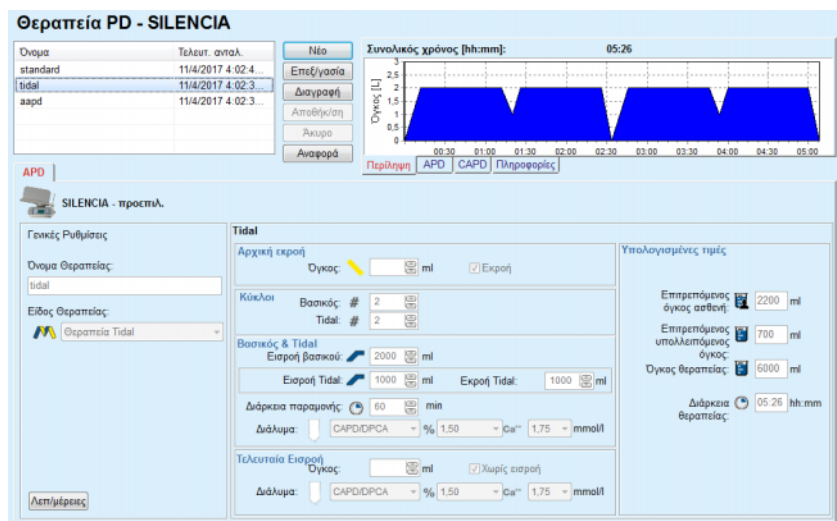 Θεραπεία PD - SILENCIA
Όνομα Τελευτ. ανταλ.
standard 11/4/2017 4:02:4...
tidal 11/4/2017 4:02:3...
aapd 11/4/2017 4:02:3...
Νέο
Επεξ/γασία
Διαγραφή
Αποθήκ/ση
Άκυρο
Αναφορά
Συνολικός χρόνος [hh:mm]: 05:26
Όγκος [L]
3
2,5
2
1,5
1
0,5
0
00:30 01:00 01:30 02:00 02:30 03:00 03:30 04:00 04:30 05:00
Περίληψη APD CAPD Πληροφορίες
APD
SILENCIA - προεπιλ.
Γενικές Ρυθμίσεις
Όνομα Θεραπείας:
tidal
Είδος Θεραπείας:
Θεραπεία Tidal
Λεπ/μέρειες
Tidal
Αρχική εκροή
Όγκος: ml Εκροή
Κύκλοι Βασικός: # 2
Tidal: # 2
Βασικός & Tidal
Εισροή βασικού: 2000 ml
Εισροή Tidal: 1000 ml Εκροή Tidal: 1000 ml
Διάρκεια παραμονής: 60 min
Διάλυμα: CAPD/DPCA % 1,50 Ca⁺⁺ 1,75 mmol/l
Τελευταία Εισροή
Όγκος: ml Χωρίς εισροή
Διάλυμα: CAPD/DPCA % 1,50 Ca⁺⁺ 1,75 mmol/l
Υπολογισμένες τιμές
Επιτρεπόμενος
όγκος ασθενή: 2200 ml
Επιτρεπόμενος
υπολλειπόμενος 700 ml
όγκος:
Όγκος θεραπείας: 6000 ml
Διάρκεια 05:26 hh:mm
θεραπείας: